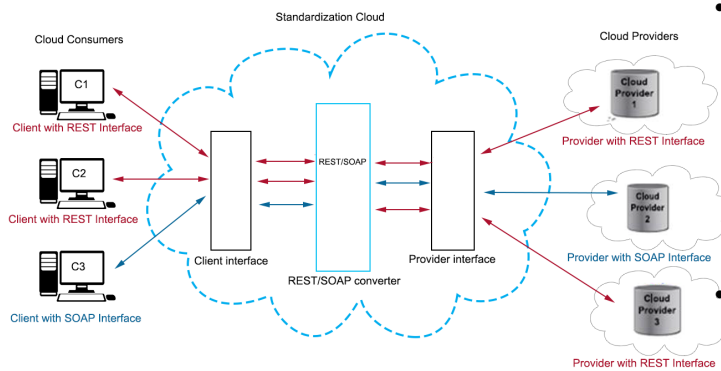 Standardization Cloud
Cloud Consumers
Cloud Providers
C1
Client with REST Interface
C2
Client with REST Interface
C3
Client with SOAP Interface
Client interface
REST/SOAP
REST/SOAP converter
Provider interface
Cloud
Provider
1
Provider with REST Interface
Cloud
Provider
2
Provider with SOAP Interface
Cloud
Provider
3
Provider with REST Interface